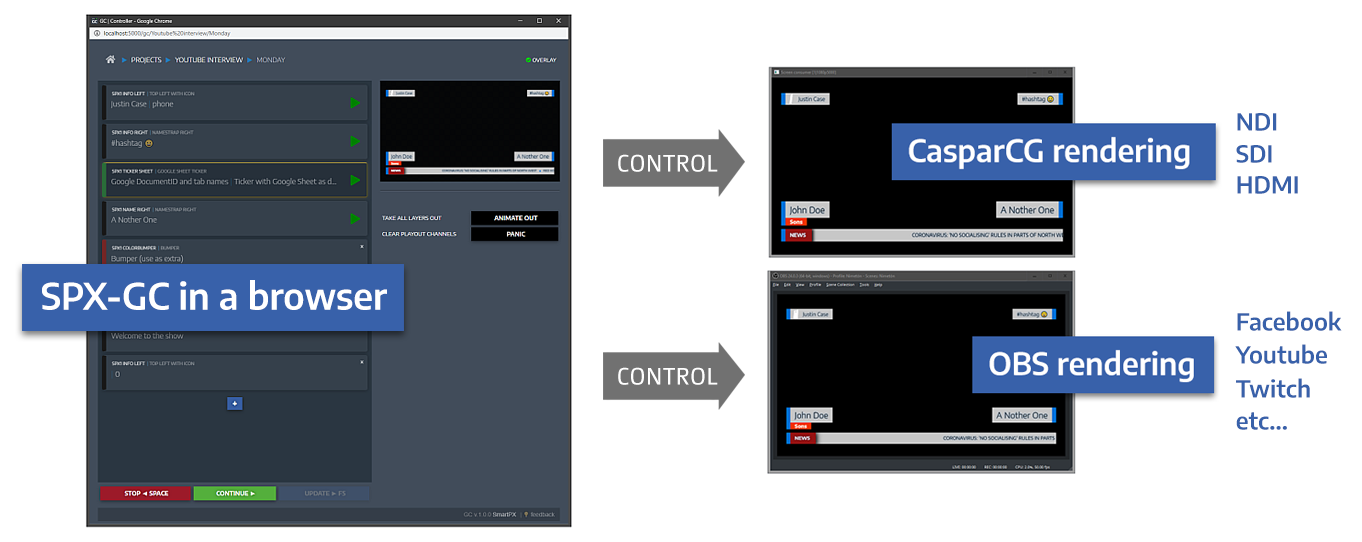 GC | Controller - Google Chrome
localhost:5000/gc/Youtube%20interview/Monday
PROJECTS YOUTUBE INTERVIEW MONDAY
OVERLAY
SPX1 INFO LEFT | TOP LEFT WITH ICON
Justin Case | phone
SPX1 INFO RIGHT | NAMESTRAP RIGHT
#hashtag 😀
SPX1 TICKER SHEET | GOOGLE SHEET TICKER
Google DocumentID and tab names | Ticker with Google Sheet as d...
SPX1 NAME RIGHT | NAMESTRAP RIGHT
A Nother One
SPX1 COLORBUMPER | BUMPER
x
Bumper (use as extra)
SPX-GC in a browser
Welcome to the show
SPX1 INFO LEFT | TOP LEFT WITH ICON
x
0
+
STOP ◄ SPACE
CONTINUE ►
UPDATE ► F5
GC v.1.0.0 SmartPX | feedback
Justin Case
#hashtag
John Doe
A Nother One
Sons
NEWS
TAKE ALL LAYERS OUT
ANIMATE OUT
CLEAR PLAYOUT CHANNELS
PANIC
CONTROL
CONTROL
Justin Case
#hashtag 😀
CasparCG rendering
John Doe
A Nother One
Sons
NEWS
CORONAVIRUS: 'NO SOCIALISING' RULES IN PARTS OF NORTH W
NDI
SDI
HDMI
File Edit View Profile Scene Collection Tools Help
Justin Case
#hashtag 😀
OBS rendering
John Doe
A Nother One
Sons
NEWS
CORONAVIRUS: 'NO SOCIALISING' RULES IN PARTS
LIVE: 00:00:00
REC: 00:00:00
CPU: 2.0%, 30.00 fps
Facebook
Youtube
Twitch
etc...